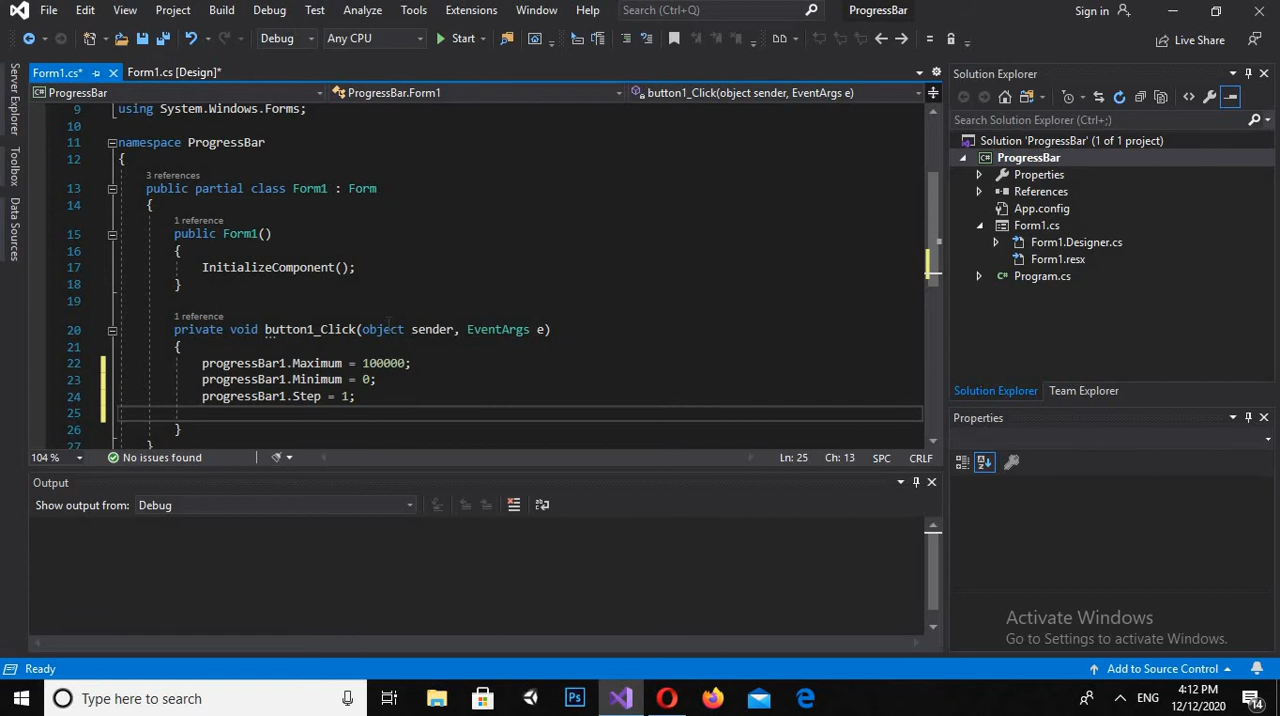 File Edit View Project Build Debug Test Analyze Tools Extensions Window Help Search (Ctrl+Q) ProgressBar Sign in
Debug Any CPU Start Live Share
Form1.cs* Form1.cs [Design]*
ProgressBar ProgressBar.Form1 button1_Click(object sender, EventArgs e)
Server Explorer
Toolbox
Data Sources
9 using System.Windows.Forms;
10
11 namespace ProgressBar
12 {
3 references
13 public partial class Form1 : Form
14 {
1 reference
15 public Form1()
16 {
17 InitializeComponent();
18 }
19
1 reference
20 private void button1_Click(object sender, EventArgs e)
21 {
22 progressBar1.Maximum = 100000;
23 progressBar1.Minimum = 0;
24 progressBar1.Step = 1;
25
26 }
27 }
104 % No issues found Ln: 25 Ch: 13 SPC CRLF
Output
Show output from: Debug
Solution Explorer
Search Solution Explorer (Ctrl+;)
Solution 'ProgressBar' (1 of 1 project)
ProgressBar
Properties
References
App.config
Form1.cs
Form1.Designer.cs
Form1.resx
Program.cs
Solution Explorer Team Explorer
Properties
Activate Windows
Go to Settings to activate Windows.
Ready Add to Source Control
Type here to search ENG 4:12 PM
12/12/2020 14